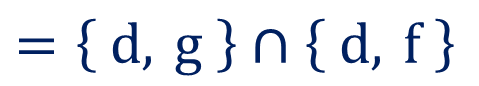 = { d, g } ∩ { d, f }